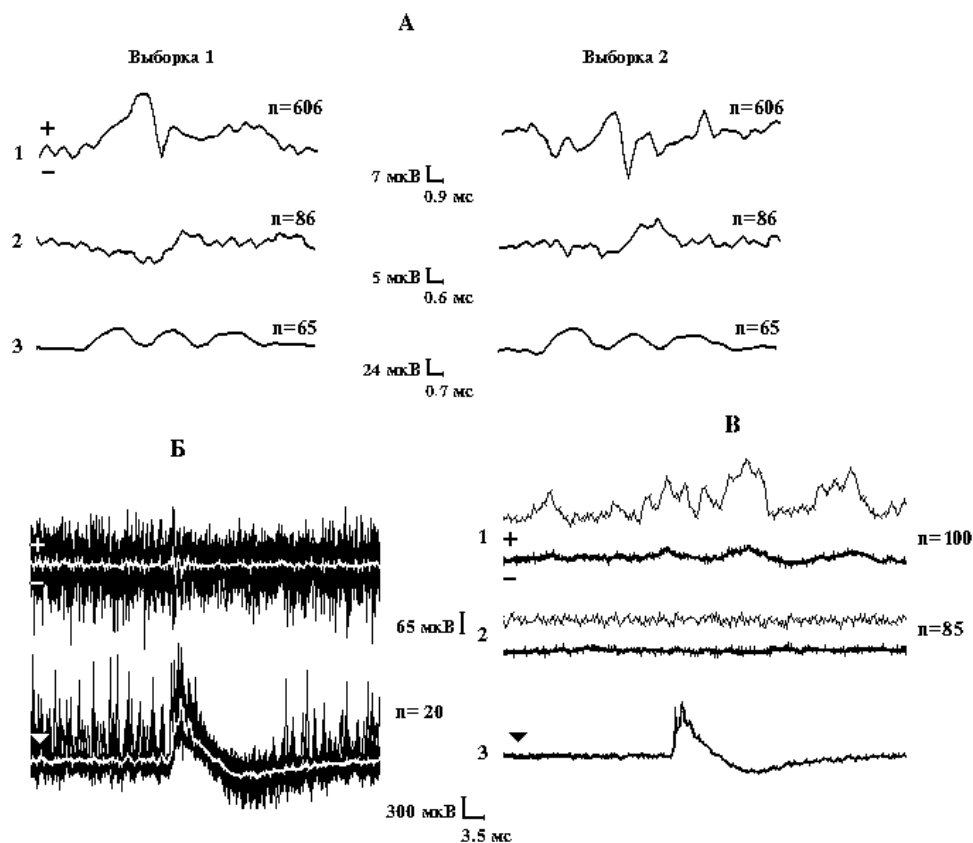 А
Выборка 1
Выборка 2
n=606
n=606
+
1
−
7 мкВ
0.9 мс
n=86
n=86
2
5 мкВ
0.6 мс
n=65
n=65
3
24 мкВ
0.7 мс
Б
В
+
−
65 мкВ
n= 20
300 мкВ
3.5 мс
1
+
−
n=100
2
n=85
3